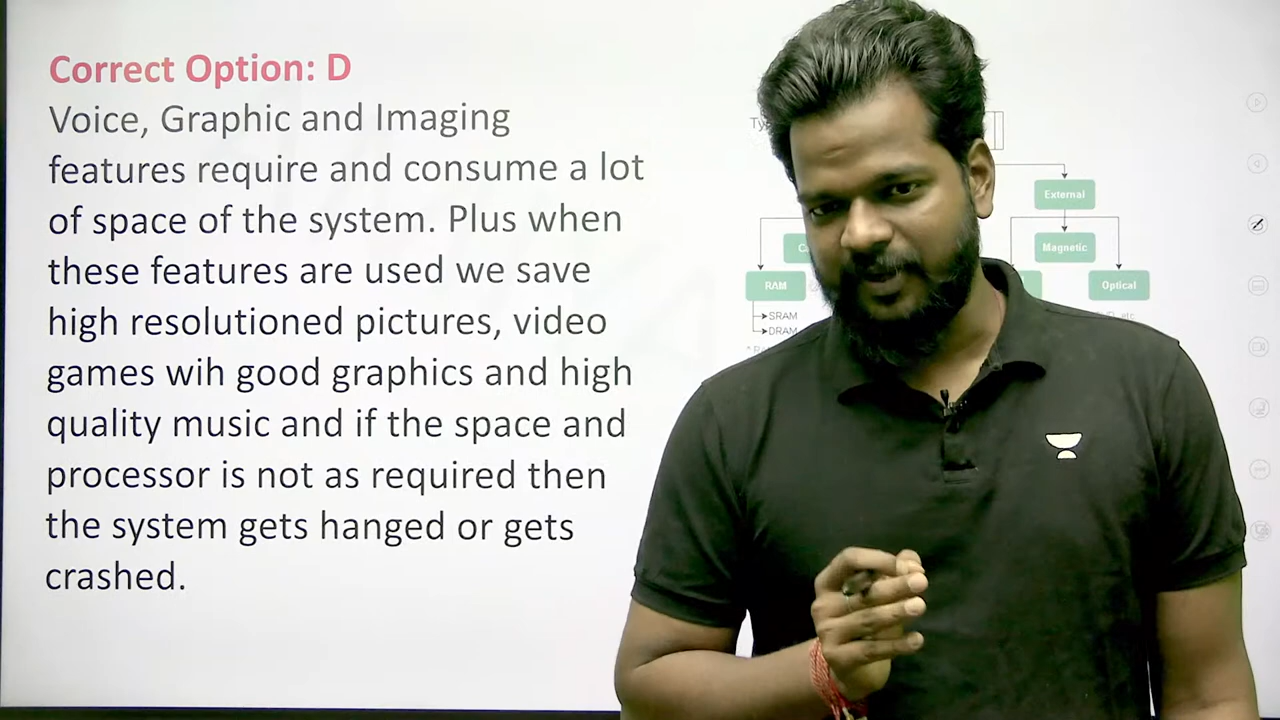 Correct Option: D
Voice, Graphic and Imaging
features require and consume a lot
of space of the system. Plus when
these features are used we save
high resolutioned pictures, video
games wih good graphics and high
quality music and if the space and
processor is not as required then
the system gets hanged or gets
crashed.
External
Magnetic
RAM
Optical
SRAM
DRAM